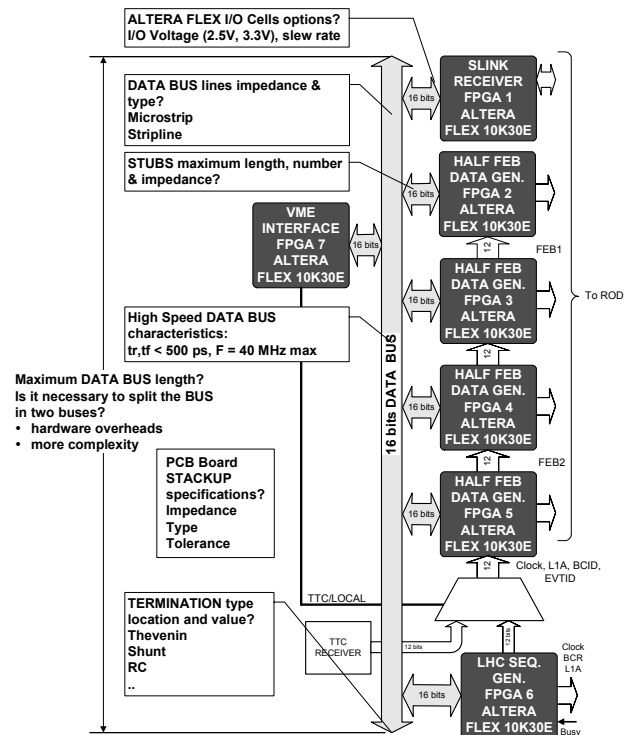 ALTERA FLEX I/O Cells options?
I/O Voltage (2.5V, 3.3V), slew rate
SLINK
RECEIVER
FPGA 1
ALTERA
FLEX 10K30E
16 bits
DATA BUS lines impedance &
type?
Microstrip
Stripline
STUBS maximum length, number
& impedance?
HALF FEB
DATA GEN.
FPGA 2
ALTERA
FLEX 10K30E
16 bits
VME
INTERFACE
FPGA 7
ALTERA
FLEX 10K30E
16 bits
12
FEB1
To ROD
HALF FEB
DATA GEN.
FPGA 3
ALTERA
FLEX 10K30E
16 bits
High Speed DATA BUS
characteristics:
tr,tf < 500 ps, F = 40 MHz max
16 bits DATA BUS
12
Maximum DATA BUS length?
Is it necessary to split the BUS
in two buses?
• hardware overheads
• more complexity
HALF FEB
DATA GEN.
FPGA 4
ALTERA
FLEX 10K30E
16 bits
12
FEB2
PCB Board
STACKUP
specifications?
Impedance
Type
Tolerance
HALF FEB
DATA GEN.
FPGA 5
ALTERA
FLEX 10K30E
16 bits
12
Clock, L1A, BCID,
EVTID
TTC/LOCAL
TERMINATION type
location and value?
Thevenin
Shunt
RC
..
TTC
RECEIVER
12 bits
12 bits
LHC SEQ.
GEN.
FPGA 6
ALTERA
FLEX 10K30E
16 bits
Clock
BCR
L1A
Busy